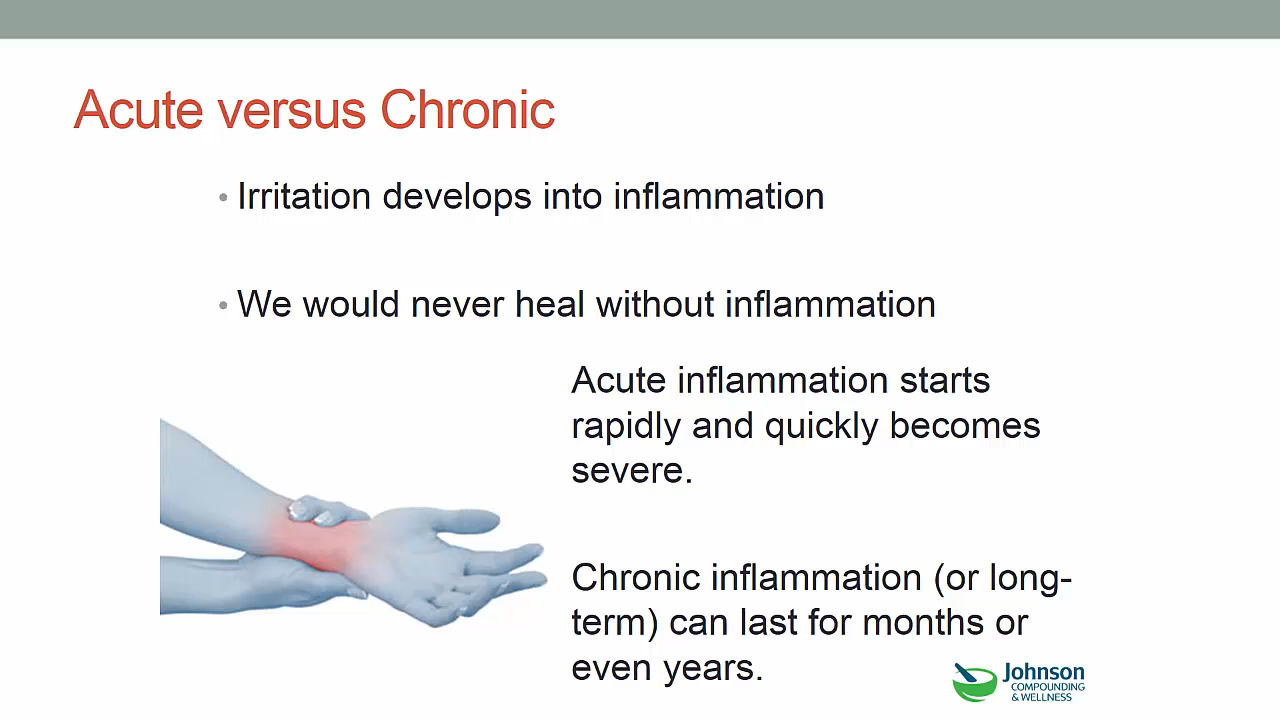 Acute versus Chronic
• Irritation develops into inflammation
• We would never heal without inflammation
Acute inflammation starts
rapidly and quickly becomes
severe.
Chronic inflammation (or long-
term) can last for months or
even years.
Johnson
COMPOUNDING
& WELLNESS